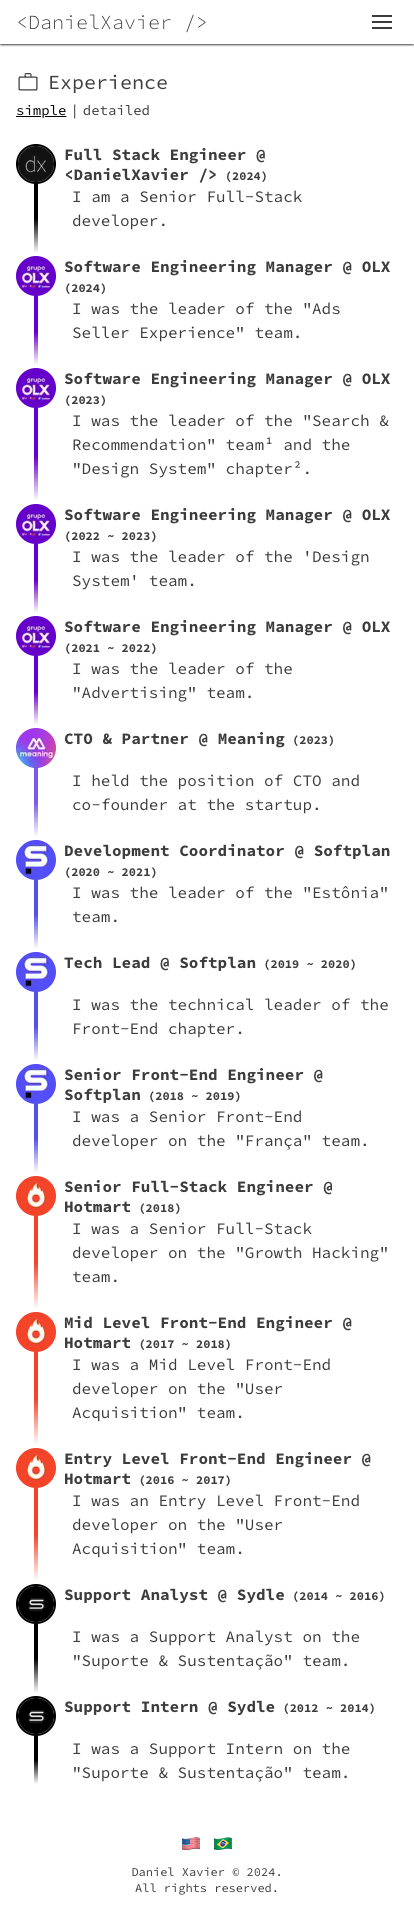 <DanielXavier />
Experience
simple | detailed
dx
Full Stack Engineer @
<DanielXavier /> (2024)
I am a Senior Full-Stack
developer.
grupo
OLX
Software Engineering Manager @ OLX
(2024)
I was the leader of the "Ads
Seller Experience" team.
grupo
OLX
Software Engineering Manager @ OLX
(2023)
I was the leader of the "Search &
Recommendation" team¹ and the
"Design System" chapter².
grupo
OLX
Software Engineering Manager @ OLX
(2022 ~ 2023)
I was the leader of the 'Design
System' team.
grupo
OLX
Software Engineering Manager @ OLX
(2021 ~ 2022)
I was the leader of the
"Advertising" team.
meaning
CTO & Partner @ Meaning (2023)
I held the position of CTO and
co-founder at the startup.
Development Coordinator @ Softplan
(2020 ~ 2021)
I was the leader of the "Estônia"
team.
Tech Lead @ Softplan (2019 ~ 2020)
I was the technical leader of the
Front-End chapter.
Senior Front-End Engineer @
Softplan (2018 ~ 2019)
I was a Senior Front-End
developer on the "França" team.
Senior Full-Stack Engineer @
Hotmart (2018)
I was a Senior Full-Stack
developer on the "Growth Hacking"
team.
Mid Level Front-End Engineer @
Hotmart (2017 ~ 2018)
I was a Mid Level Front-End
developer on the "User
Acquisition" team.
Entry Level Front-End Engineer @
Hotmart (2016 ~ 2017)
I was an Entry Level Front-End
developer on the "User
Acquisition" team.
Support Analyst @ Sydle (2014 ~ 2016)
I was a Support Analyst on the
"Suporte & Sustentação" team.
Support Intern @ Sydle (2012 ~ 2014)
I was a Support Intern on the
"Suporte & Sustentação" team.
Daniel Xavier © 2024.
All rights reserved.